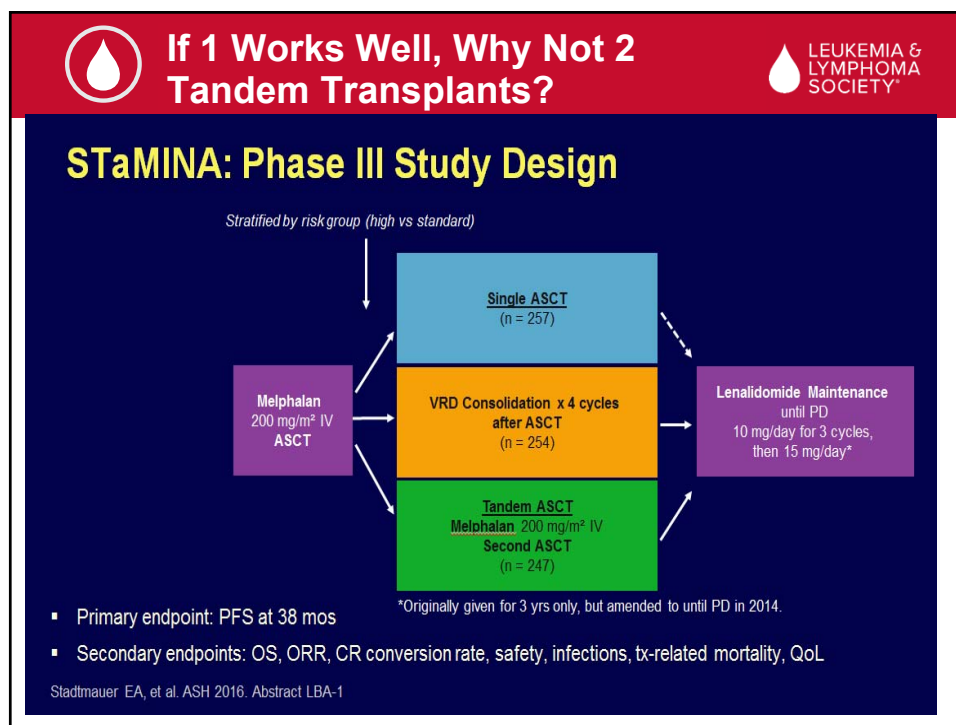 If 1 Works Well, Why Not 2
Tandem Transplants?
LEUKEMIA &
LYMPHOMA
SOCIETY®
STaMINA: Phase III Study Design
Stratified by risk group (high vs standard)
Single ASCT
(n = 257)
Melphalan
200 mg/m² IV
ASCT
VRD Consolidation x 4 cycles
after ASCT
(n = 254)
Lenalidomide Maintenance
until PD
10 mg/day for 3 cycles,
then 15 mg/day*
Tandem ASCT
Melphalan 200 mg/m² IV
Second ASCT
(n = 247)
*Originally given for 3 yrs only, but amended to until PD in 2014.
▪ Primary endpoint: PFS at 38 mos
▪ Secondary endpoints: OS, ORR, CR conversion rate, safety, infections, tx-related mortality, QoL
Stadtmauer EA, et al. ASH 2016. Abstract LBA-1